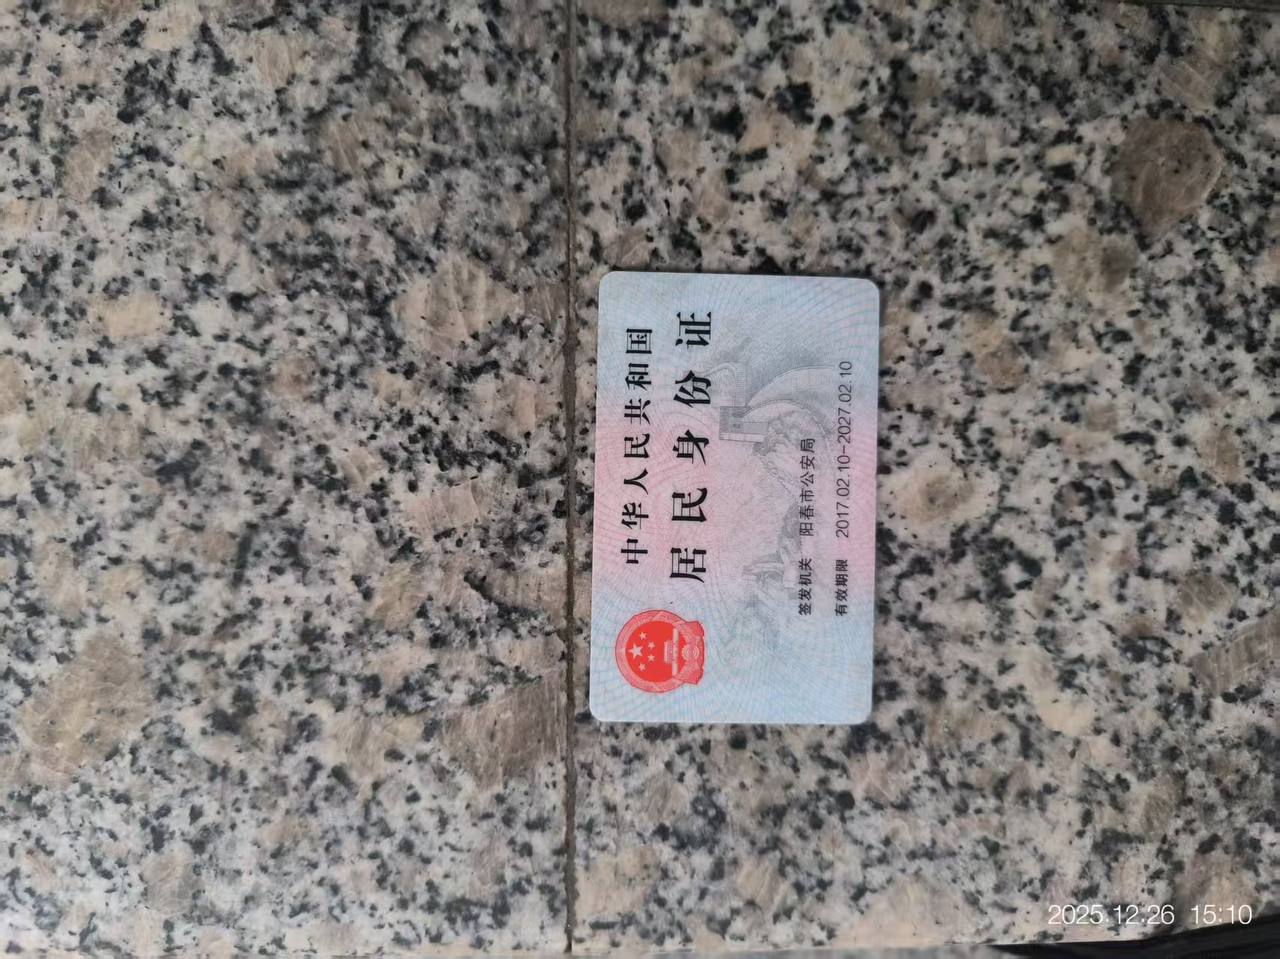 中华人民共和国
居民身份证
签发机关 阳春市公安局
有效期限 2017.02.10-2027.02.10
2025.12.26 15:10